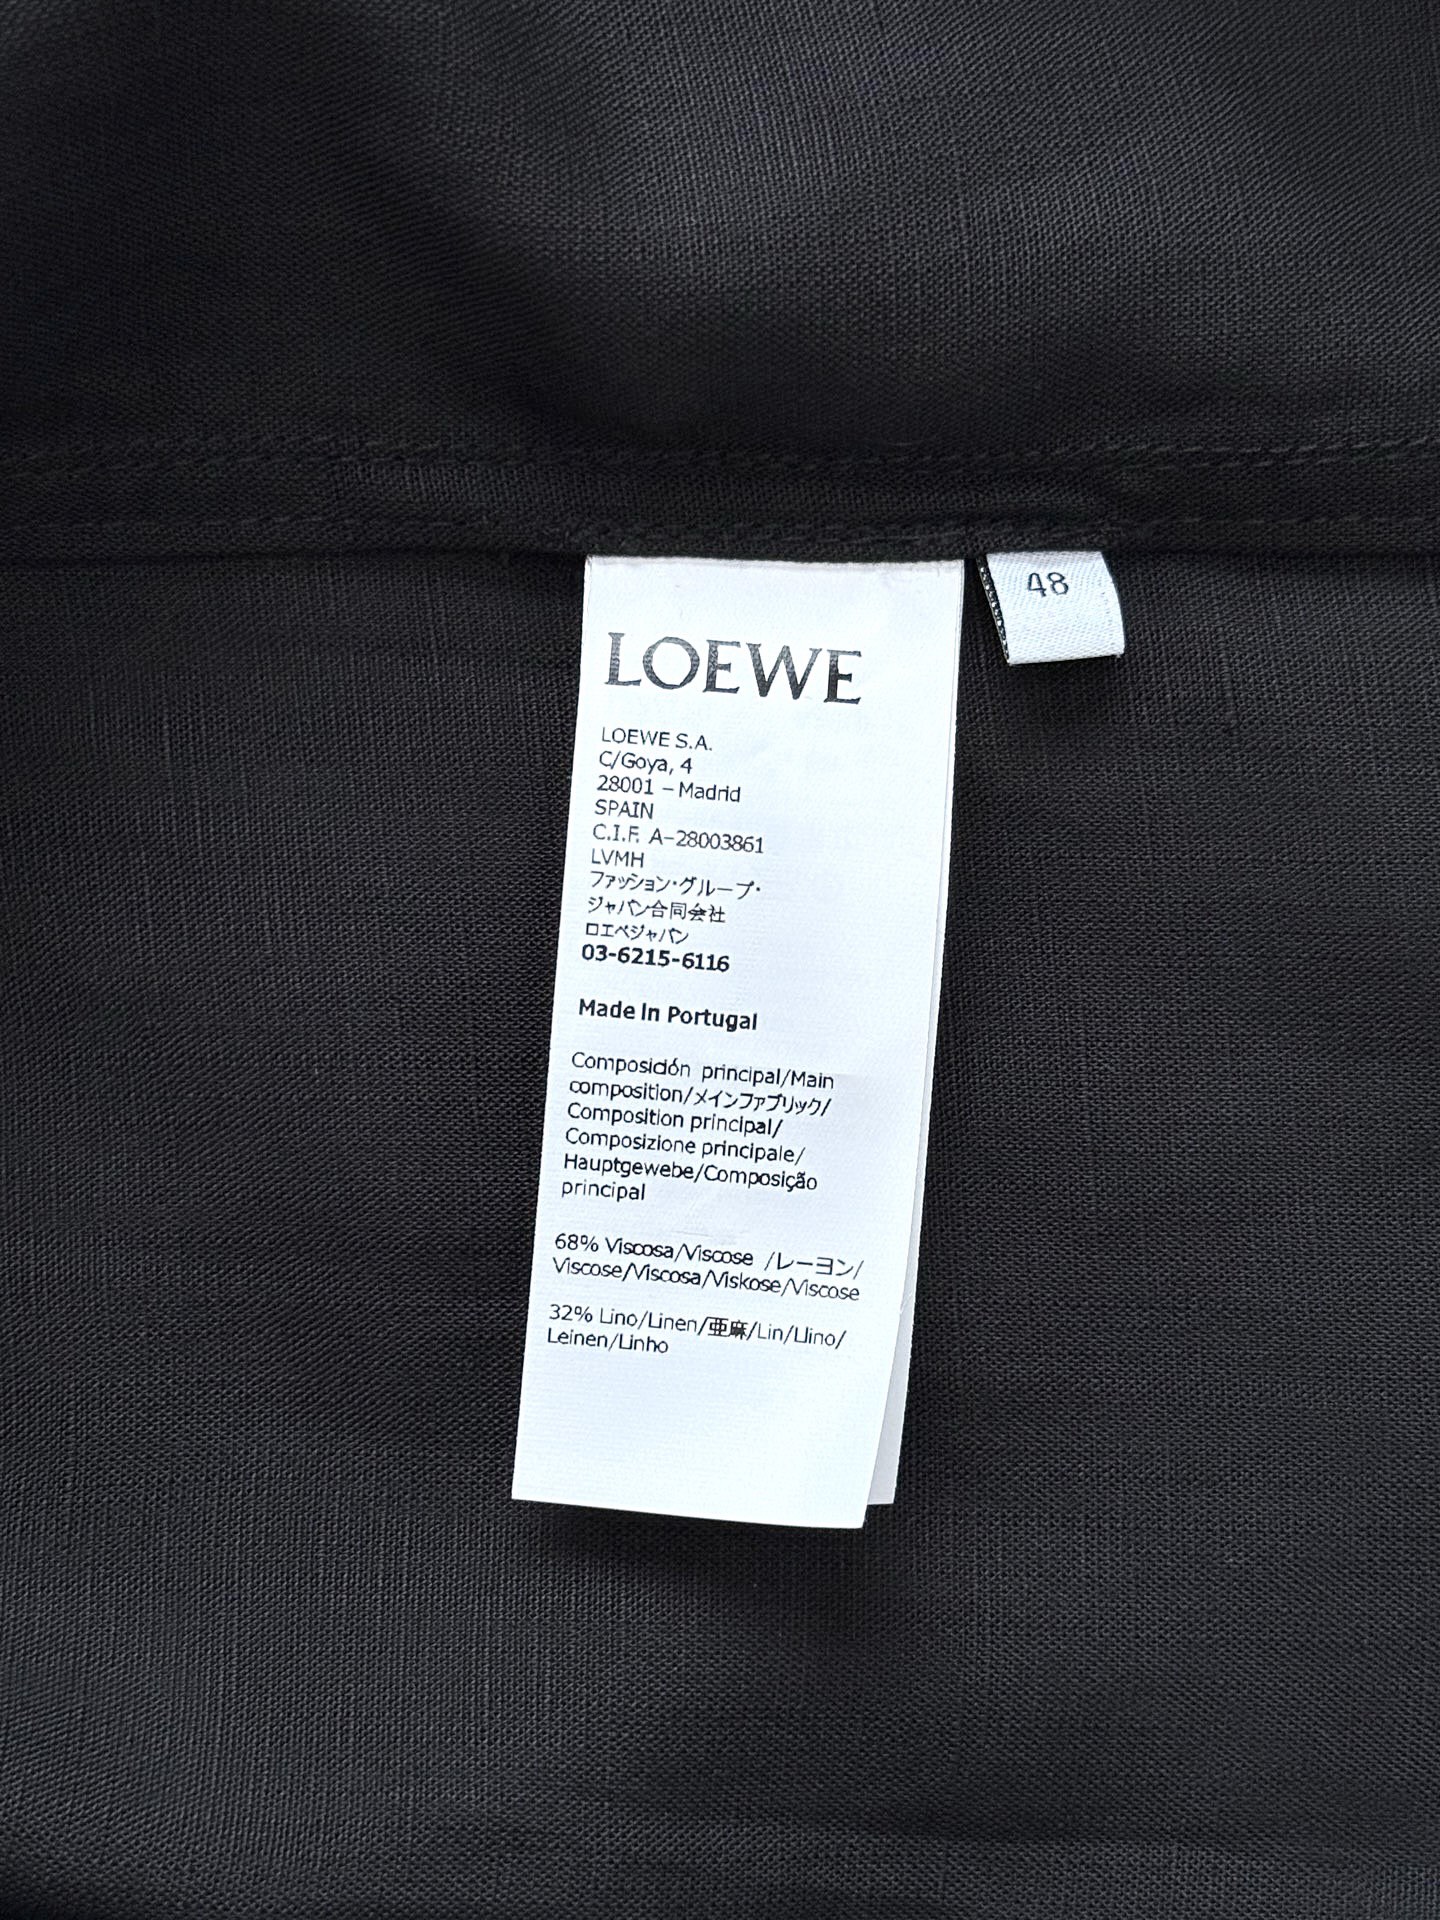 48
LOEWE
LOEWE S.A.
C/Goya, 4
28001 – Madrid
SPAIN
C.I.F. A-28003861
LVMH
ファッション・グループ・
ジャパン合同会社
ロエベジャパン
03-6215-6116
Made in Portugal
Composición principal/Main
composition/メインファブリック/
Composition principal/
Composizione principale/
Hauptgewebe/Composição
principal
68% Viscosa/Viscose /レーヨン/
Viscose/Viscosa/Viskose/Viscose
32% Lino/Linen/亜麻/Lin/Llino/
Leinen/Linho